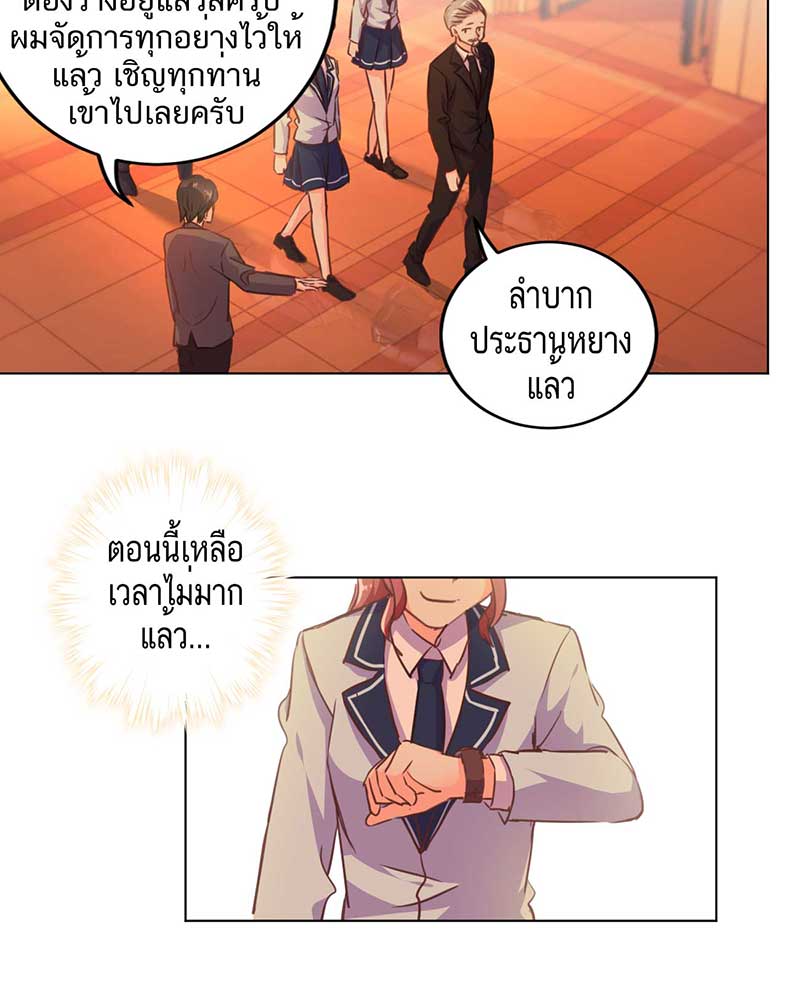 ผมจัดการทุกอย่างไว้ให้
แล้ว เชิญทุกท่าน
เข้าไปเลยครับ
ลำบาก
ประธานหยาง
แล้ว
ตอนนี้เหลือ
เวลาไม่มาก
แล้ว...